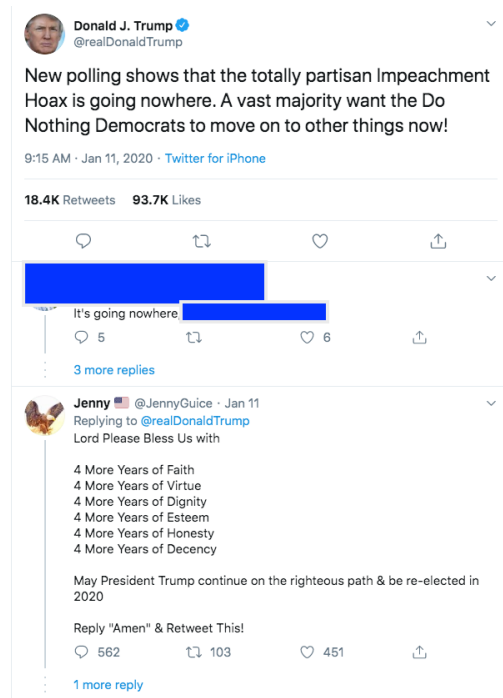 Donald J. Trump
@realDonaldTrump
New polling shows that the totally partisan Impeachment
Hoax is going nowhere. A vast majority want the Do
Nothing Democrats to move on to other things now!
9:15 AM · Jan 11, 2020 · Twitter for iPhone
18.4K Retweets 93.7K Likes
It's going nowhere
5 6
3 more replies
Jenny 🇺🇸 @JennyGuice · Jan 11
Replying to @realDonaldTrump
Lord Please Bless Us with
4 More Years of Faith
4 More Years of Virtue
4 More Years of Dignity
4 More Years of Esteem
4 More Years of Honesty
4 More Years of Decency
May President Trump continue on the righteous path & be re-elected in
2020
Reply "Amen" & Retweet This!
562 103 451
1 more reply